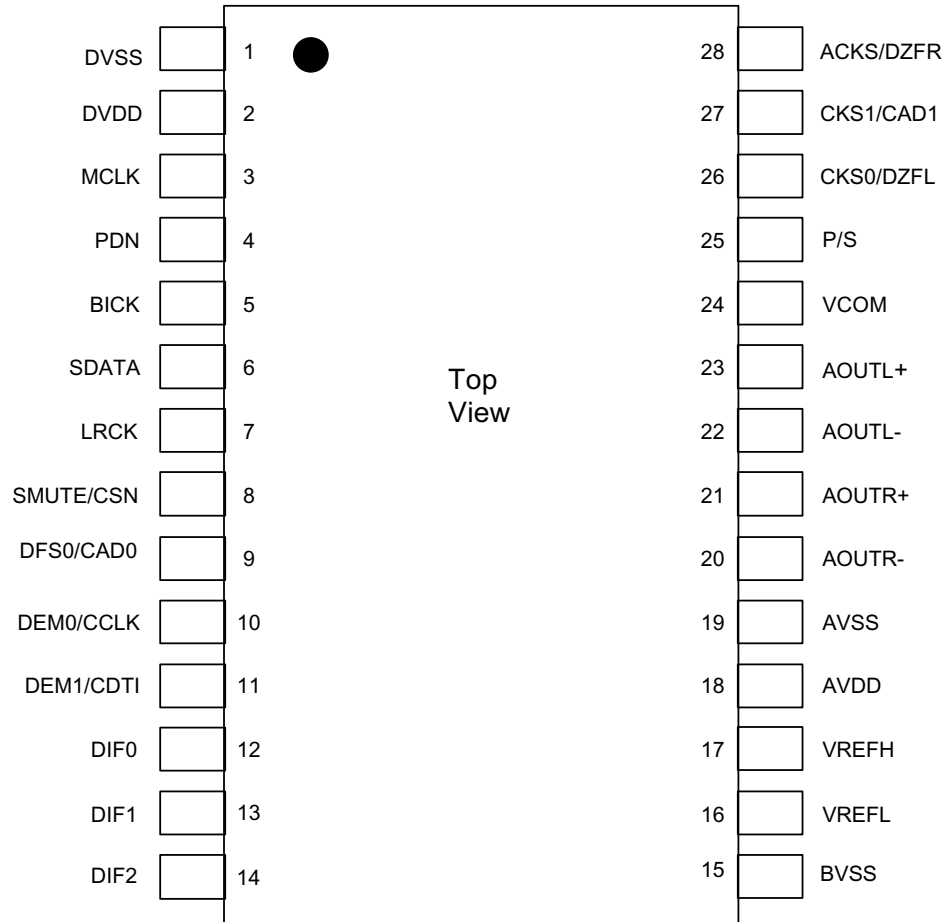 DVSS 1 28 ACKS/DZFR
DVDD 2 27 CKS1/CAD1
MCLK 3 26 CKS0/DZFL
PDN 4 25 P/S
BICK 5 24 VCOM
SDATA 6 23 AOUTL+
Top
View
LRCK 7 22 AOUTL-
SMUTE/CSN 8 21 AOUTR+
DFS0/CAD0 9 20 AOUTR-
DEM0/CCLK 10 19 AVSS
DEM1/CDTI 11 18 AVDD
DIF0 12 17 VREFH
DIF1 13 16 VREFL
DIF2 14 15 BVSS